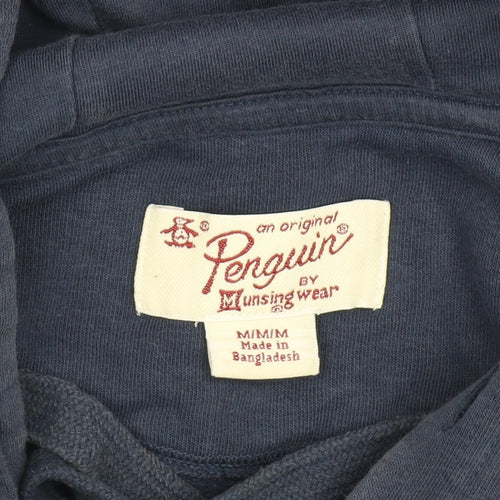 an original
Penguin®
BY
Munsingwear®
M/M/M
Made in
Bangladesh